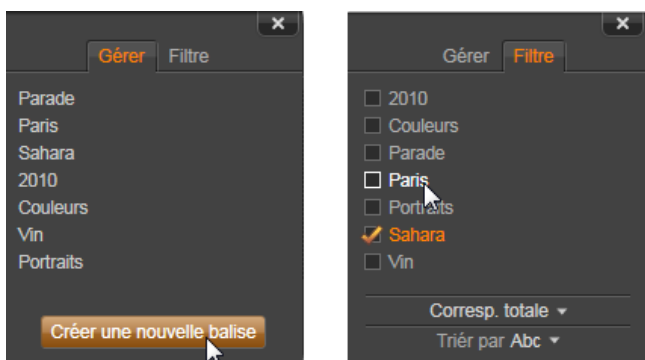 Gérer Filtre
Parade
Paris
Sahara
2010
Couleurs
Vin
Portraits
Créer une nouvelle balise
Gérer Filtre
2010
Couleurs
Parade
Paris
Portraits
Sahara
Vin
Corresp. totale
Triér par Abc